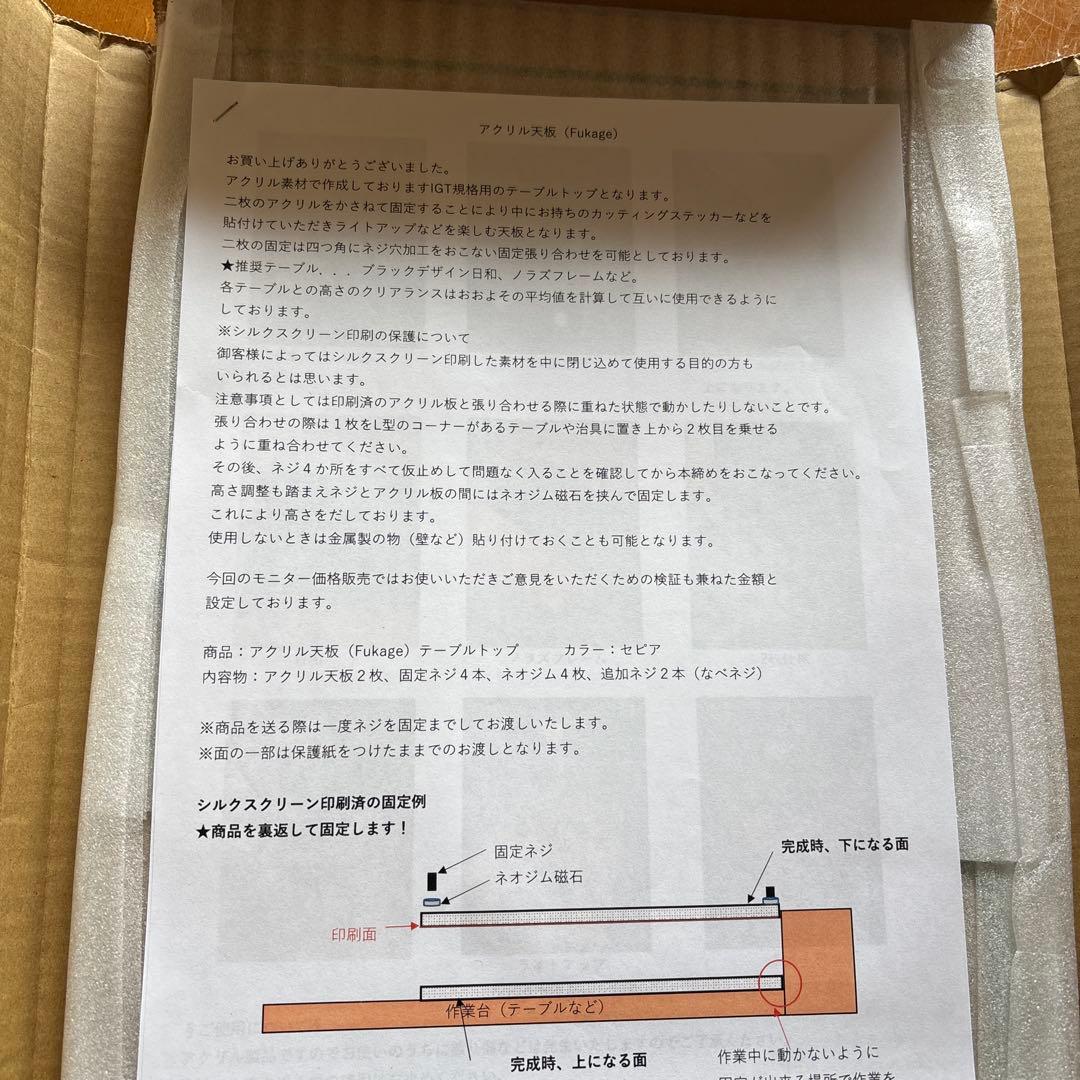 アクリル天板（Fukage）
お買い上げありがとうございました。
アクリル素材で作成しておりますIGT規格用のテーブルトップとなります。
二枚のアクリルをかさねて固定することにより中にお持ちのカッティングステッカーなどを
貼付けていただきライトアップなどを楽しむ天板となります。
二枚の固定は四つ角にネジ穴加工をおこない固定張り合わせを可能としております。
★推奨テーブル．．．ブラックデザイン日和、ノラズフレームなど。
各テーブルとの高さのクリアランスはおおよその平均値を計算して互いに使用できるように
しております。
※シルクスクリーン印刷の保護について
御客様によってはシルクスクリーン印刷した素材を中に閉じ込めて使用する目的の方も
いられるとは思います。
注意事項としては印刷済のアクリル板と張り合わせる際に重ねた状態で動かしたりしないことです。
張り合わせの際は１枚をL型のコーナーがあるテーブルや治具に置き上から２枚目を乗せる
ように重ね合わせてください。
その後、ネジ４か所をすべて仮止めして問題なく入ることを確認してから本締めをおこなってください。
高さ調整も踏まえネジとアクリル板の間にはネオジム磁石を挟んで固定します。
これにより高さをだしております。
使用しないときは金属製の物（壁など）貼り付けておくことも可能となります。
今回のモニター価格販売ではお使いいただきご意見をいただくための検証も兼ねた金額と
設定しております。
商品：アクリル天板（Fukage）テーブルトップ　　カラー：セピア
内容物：アクリル天板２枚、固定ネジ４本、ネオジム４枚、追加ネジ２本（なべネジ）
※商品を送る際は一度ネジを固定までしてお渡しいたします。
※面の一部は保護紙をつけたままでのお渡しとなります。
シルクスクリーン印刷済の固定例
★商品を裏返して固定します！
固定ネジ
完成時、下になる面
ネオジム磁石
印刷面
作業台（テーブルなど）
完成時、上になる面
作業中に動かないように
固定が出来る場所で作業を